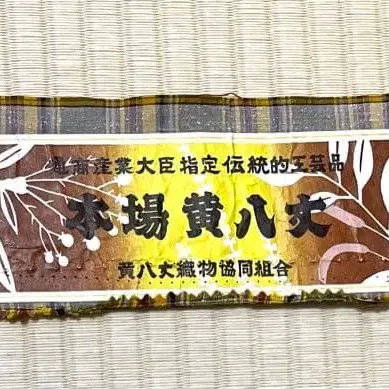 通商産業大臣指定伝統的工芸品
本場黄八丈
黄八丈織物協同組合